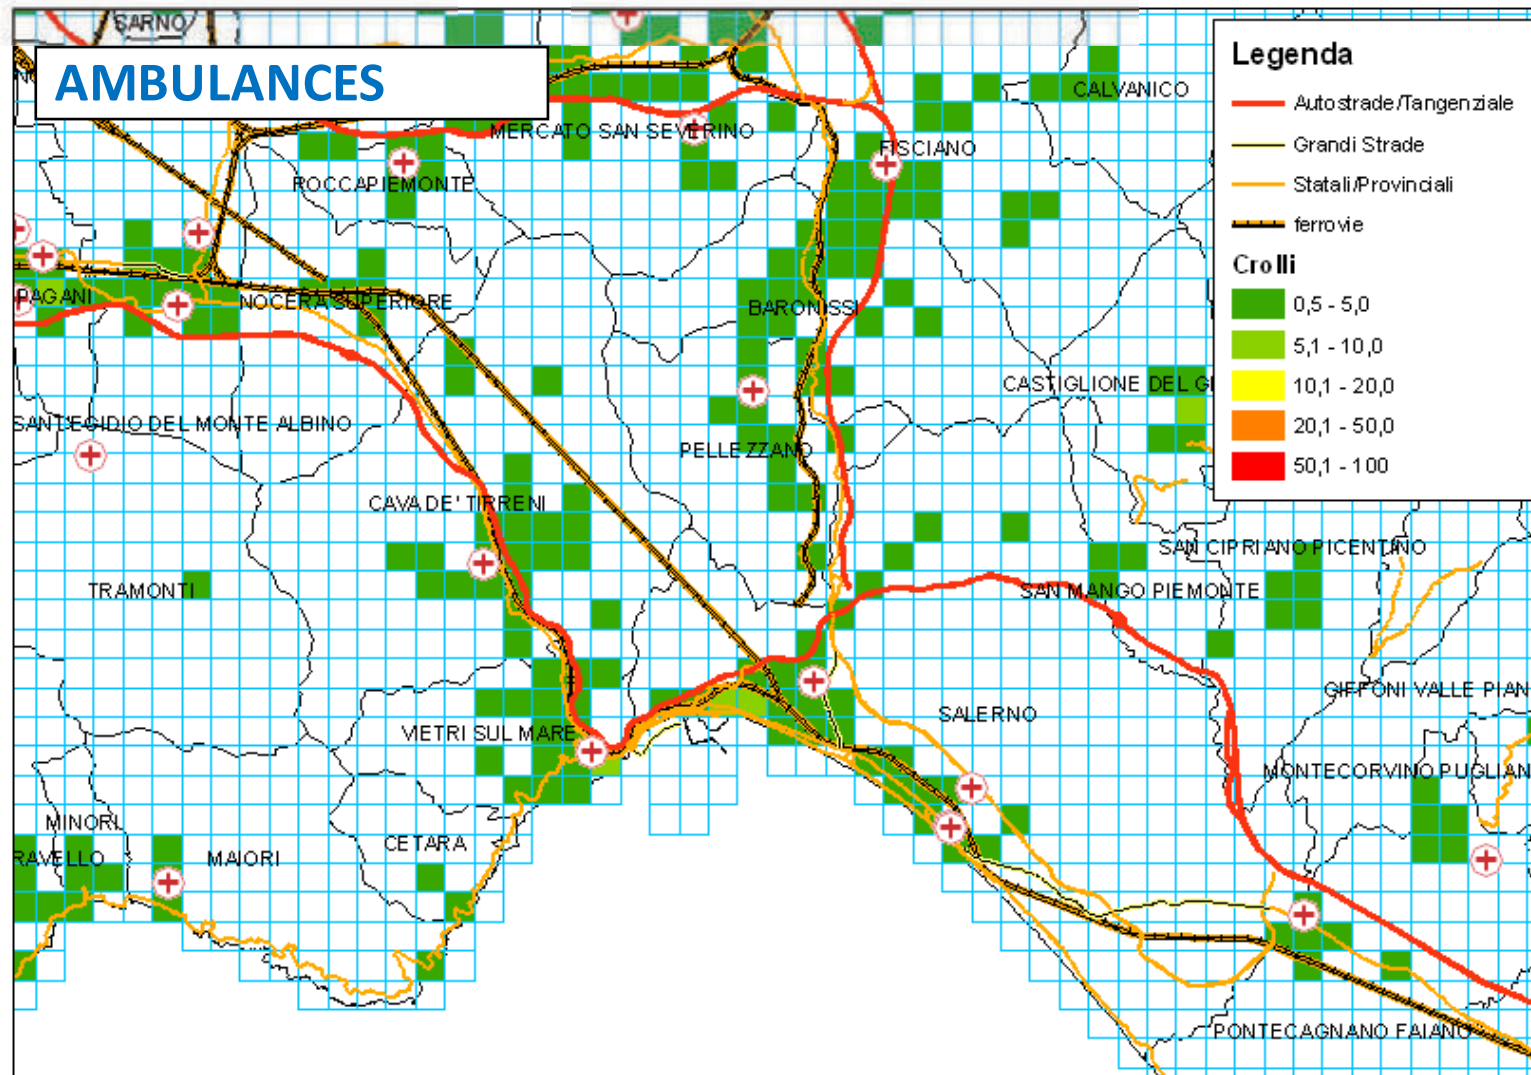 SARNO
AMBULANCES
CALVANICO
MERCATO SAN SEVERINO
FISCIANO
ROCCAPIEMONTE
PAGANI
NOCERA SUPERIORE
BARONISSI
CASTIGLIONE DEL GI
SANT'EGIDIO DEL MONTE ALBINO
PELLEZZANO
CAVA DE' TIRRENI
SAN CIPRIANO PICENTINO
TRAMONTI
SAN MANGO PIEMONTE
GIFFONI VALLE PIAN
SALERNO
VIETRI SUL MARE
MONTECORVINO PUGLIAN
MINORI
CETARA
RAVELLO
MAIORI
PONTECAGNANO FAIANO
Legenda
Autostrade/Tangenziale
Grandi Strade
Statali/Provinciali
ferrovie
Crolli
0,5 - 5,0
5,1 - 10,0
10,1 - 20,0
20,1 - 50,0
50,1 - 100